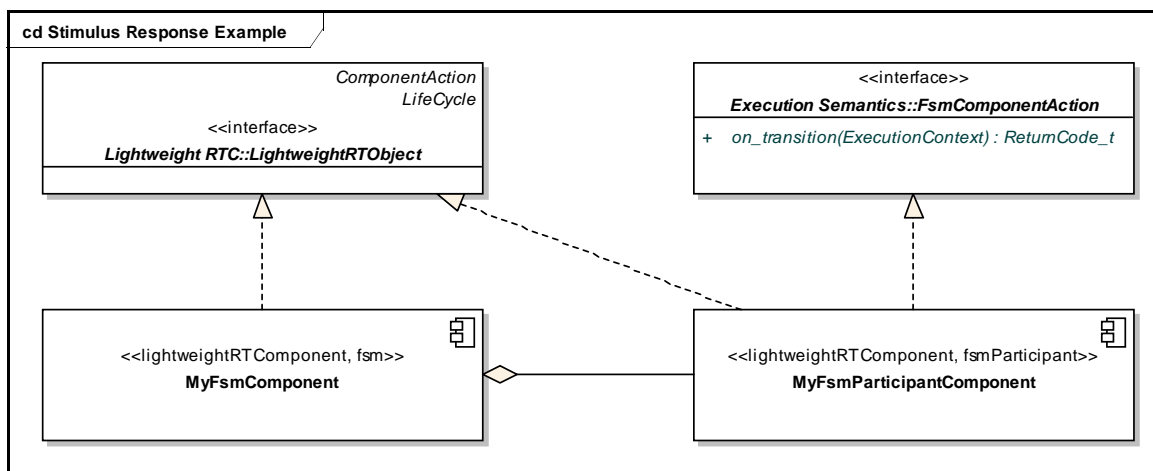 cd Stimulus Response Example
ComponentAction
LifeCycle
<<interface>>
Lightweight RTC::LightweightRTObject
<<interface>>
Execution Semantics::FsmComponentAction
+ on_transition(ExecutionContext) : ReturnCode_t
<<lightweightRTComponent, fsm>>
MyFsmComponent
<<lightweightRTComponent, fsmParticipant>>
MyFsmParticipantComponent